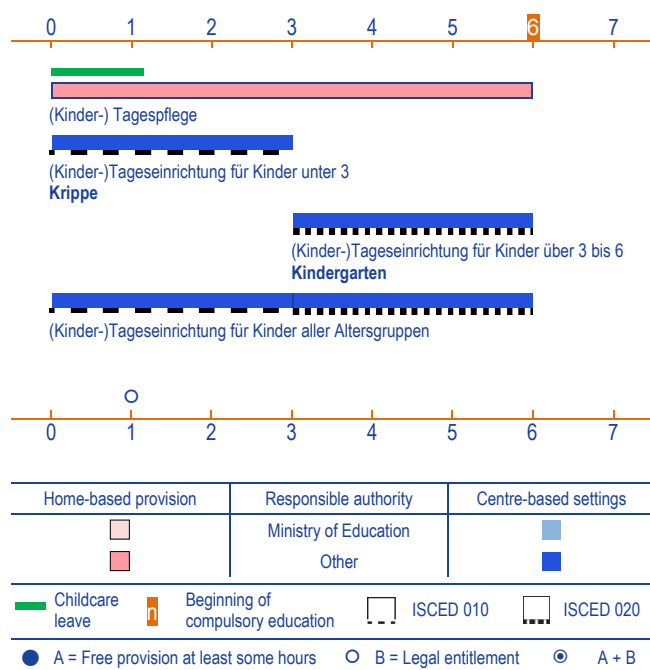 0 1 2 3 4 5 6 7
(Kinder-) Tagespflege
(Kinder-)Tageseinrichtung für Kinder unter 3
Krippe
(Kinder-)Tageseinrichtung für Kinder über 3 bis 6
Kindergarten
(Kinder-)Tageseinrichtung für Kinder aller Altersgruppen
0 1 2 3 4 5 6 7
Home-based provision Responsible authority Centre-based settings
Ministry of Education
Other
Childcare leave n Beginning of compulsory education ISCED 010 ISCED 020
A = Free provision at least some hours B = Legal entitlement A + B